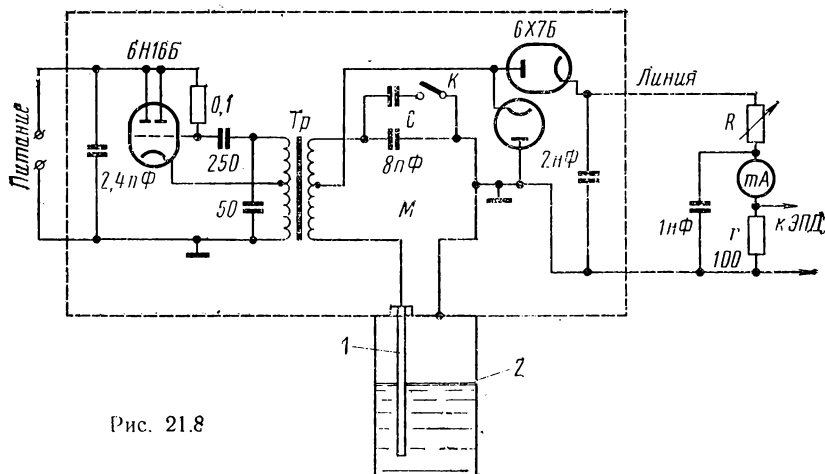 6Н16Б
6Х7Б
Питание
2,4пФ
0,1
250
50
Тр
К
С
8пФ
М
2нФ
Линия
R
mA
1нФ
к ЭПД
r
100
1
2
Рис. 21.8